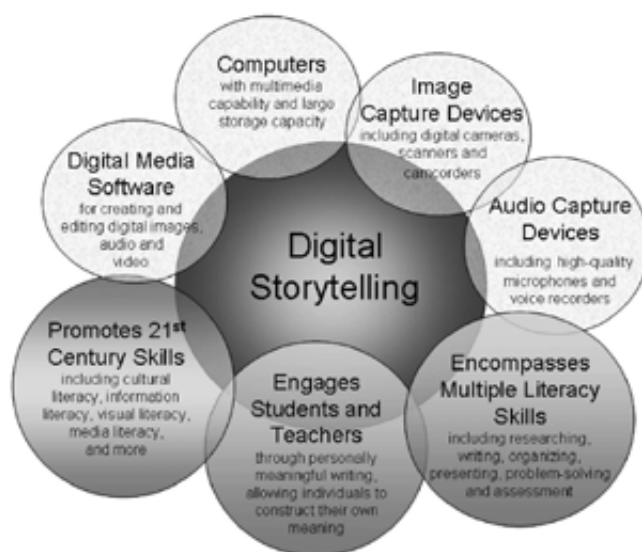 Computers
with multimedia
capability and large
storage capacity
Image
Capture Devices
including digital cameras,
scanners and
camcorders
Digital Media
Software
for creating and
editing digital images,
audio and
video
Audio Capture
Devices
including high-quality
microphones and
voice recorders
Digital
Storytelling
Promotes 21st
Century Skills
including cultural
literacy, information
literacy, visual literacy,
media literacy,
and more
Engages
Students and
Teachers
through personally
meaningful writing,
allowing individuals to
construct their own
meaning
Encompasses
Multiple Literacy
Skills
including researching,
writing, organizing,
presenting, problem-solving
and assessment